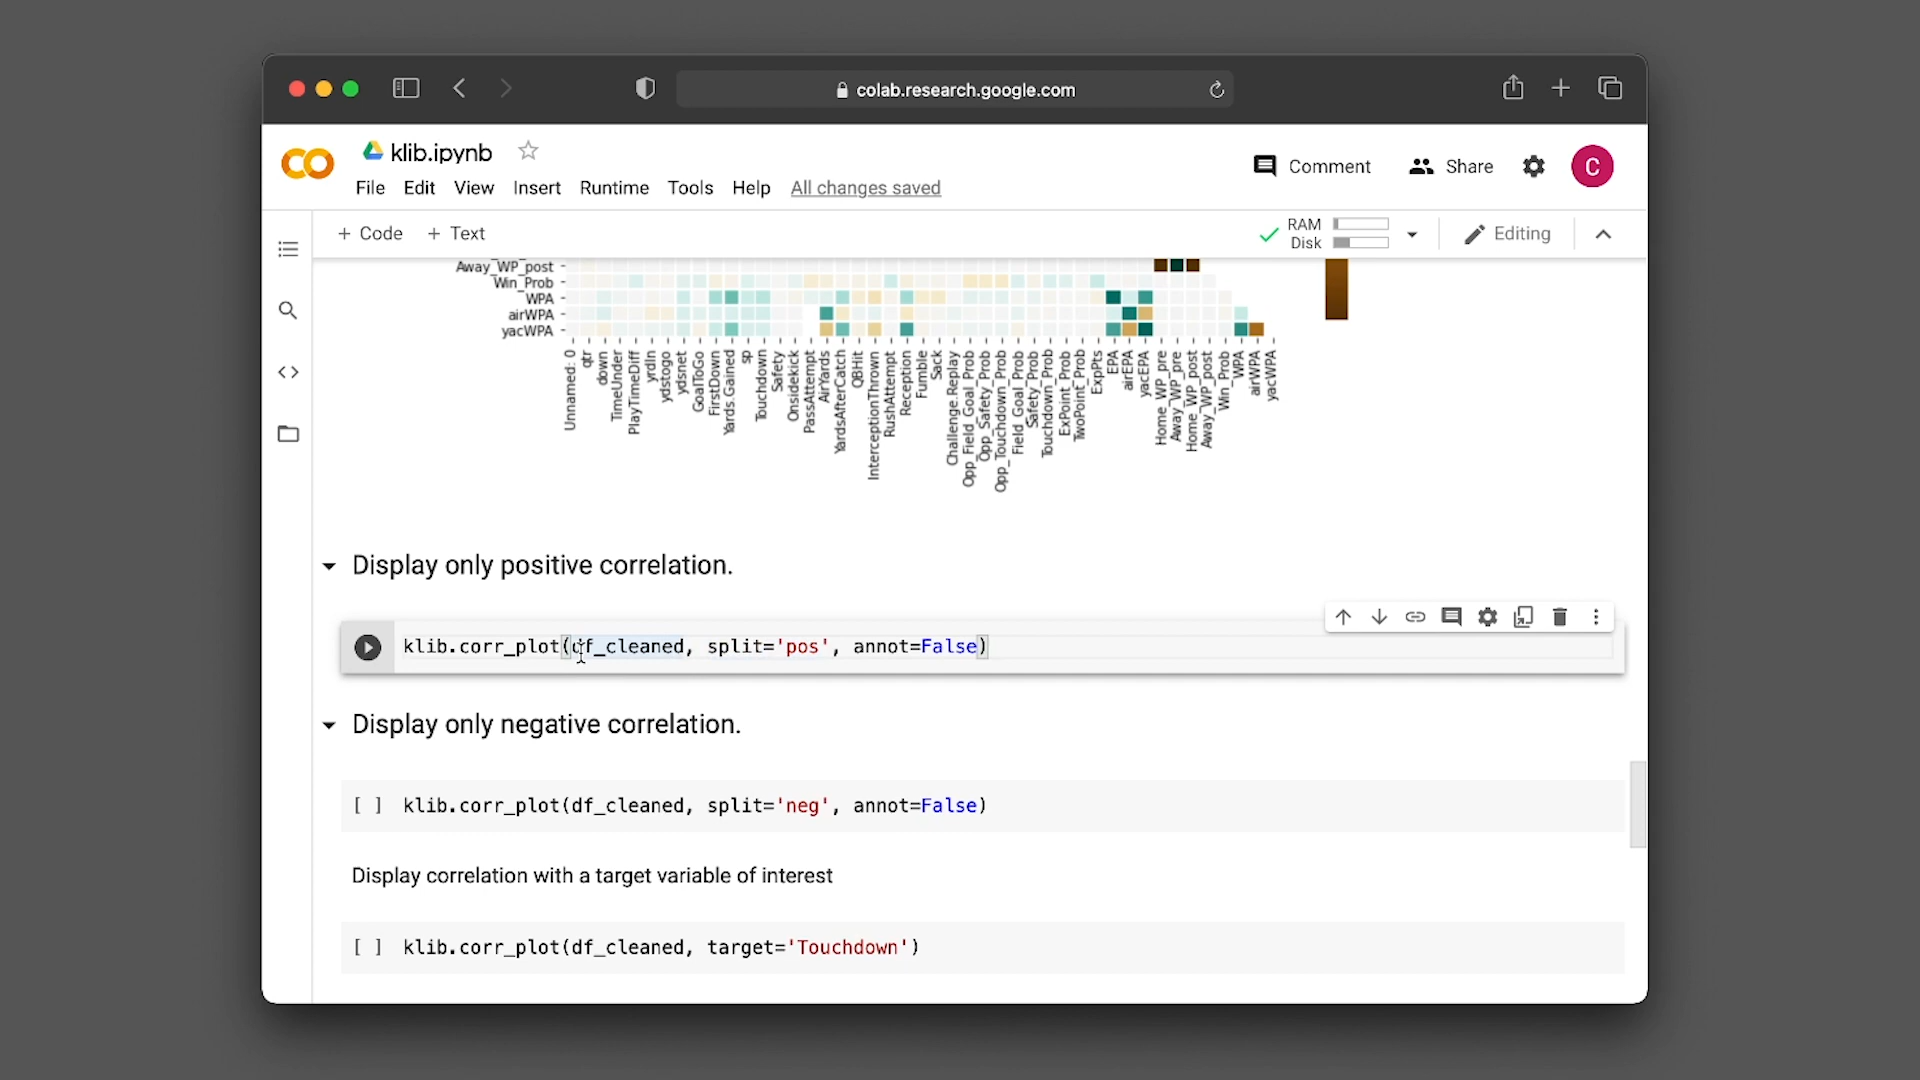 colab.research.google.com
klib.ipynb
Comment
Share
C
File Edit View Insert Runtime Tools Help All changes saved
+ Code + Text
RAM
Disk
Editing
Away_WP_post
Win_Prob
WPA
airWPA
yacWPA
Unnamed: 0
qtr
down
TimeUnder
PlayTimeDiff
yrdln
ydstogo
ydsnet
GoalToGo
FirstDown
Yards.Gained
sp
Touchdown
Safety
Onsidekick
PassAttempt
AirYards
YardsAfterCatch
QBHit
InterceptionThrown
RushAttempt
Reception
Fumble
Sack
Challenge.Replay
Opp_Field_Goal_Prob
Opp_Safety_Prob
Opp_Touchdown_Prob
Field_Goal_Prob
Safety_Prob
Touchdown_Prob
ExPoint_Prob
TwoPoint_Prob
ExpPts
EPA
airEPA
yacEPA
Home_WP_pre
Away_WP_pre
Home_WP_post
Away_WP_post
Win_Prob
WPA
airWPA
yacWPA
Display only positive correlation.
klib.corr_plot(df_cleaned, split='pos', annot=False)
Display only negative correlation.
[ ] klib.corr_plot(df_cleaned, split='neg', annot=False)
Display correlation with a target variable of interest
[ ] klib.corr_plot(df_cleaned, target='Touchdown')